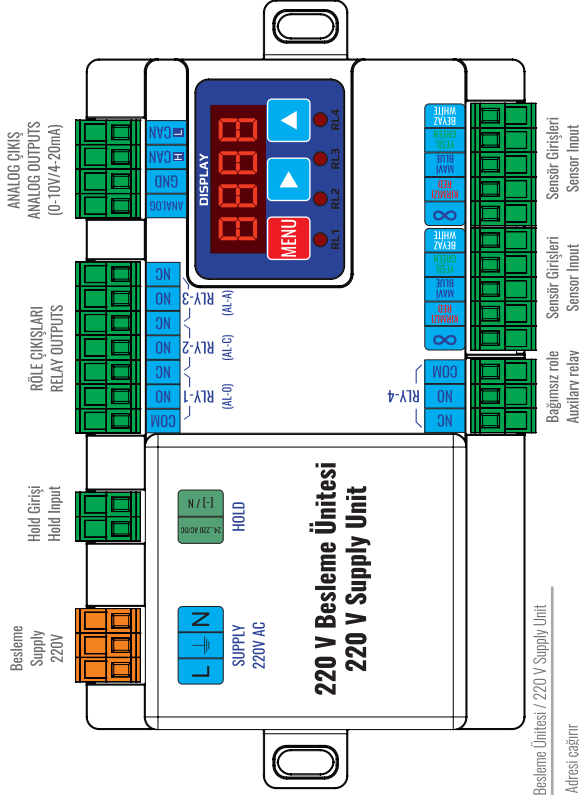 Besleme
Supply
220V
Hold Girişi
Hold Input
RÖLE ÇIKIŞLARI
RELAY OUTPUTS
ANALOG ÇIKIŞ
ANALOG OUTPUTS
(0-10V/4-20mA)
L N
SUPPLY
220V AC
24...220 AC/DC [-] / N
HOLD
COM NO NC NO NC NO NC
RLY-1 RLY-2 RLY-3
(AL-O) (AL-C) (AL-A)
ANALOG GND CAN H CAN L
DISPLAY
8888
MENU
RL1 RL2 RL3 RL4
220 V Besleme Ünitesi
220 V Supply Unit
RLY-4
NC NO COM
∞
KIRMIZI
RED
MAVİ
BLUE
YEŞİL
GREEN
BEYAZ
WHITE
∞
KIRMIZI
RED
MAVİ
BLUE
YEŞİL
GREEN
BEYAZ
WHITE
Bağımsız role
Auxilary relay
Sensör Girişleri
Sensor Input
Sensör Girişleri
Sensor Input
Besleme Ünitesi / 220 V Supply Unit
Adresi çağırır